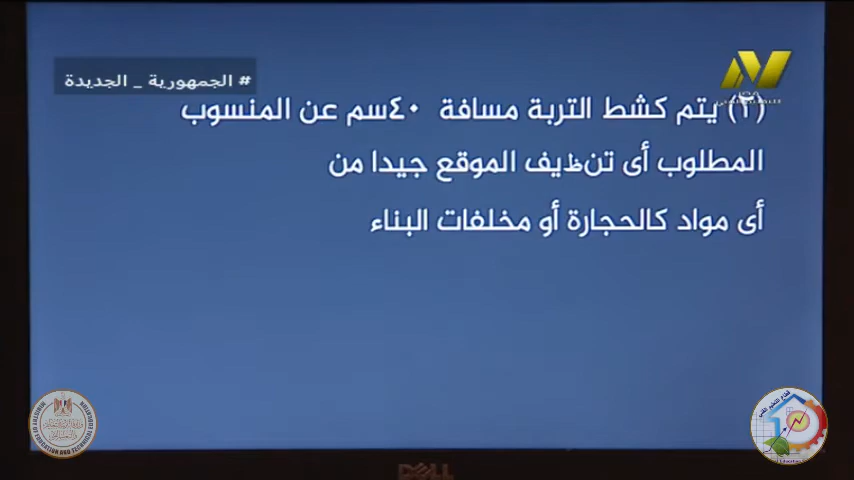 # الجمهورية _ الجديدة
(٢) يتم كشط التربة مسافة ٤٠سم عن المنسوب
المطلوب أى تنظيف الموقع جيدا من
أى مواد كالحجارة أو مخلفات البناء
DELL